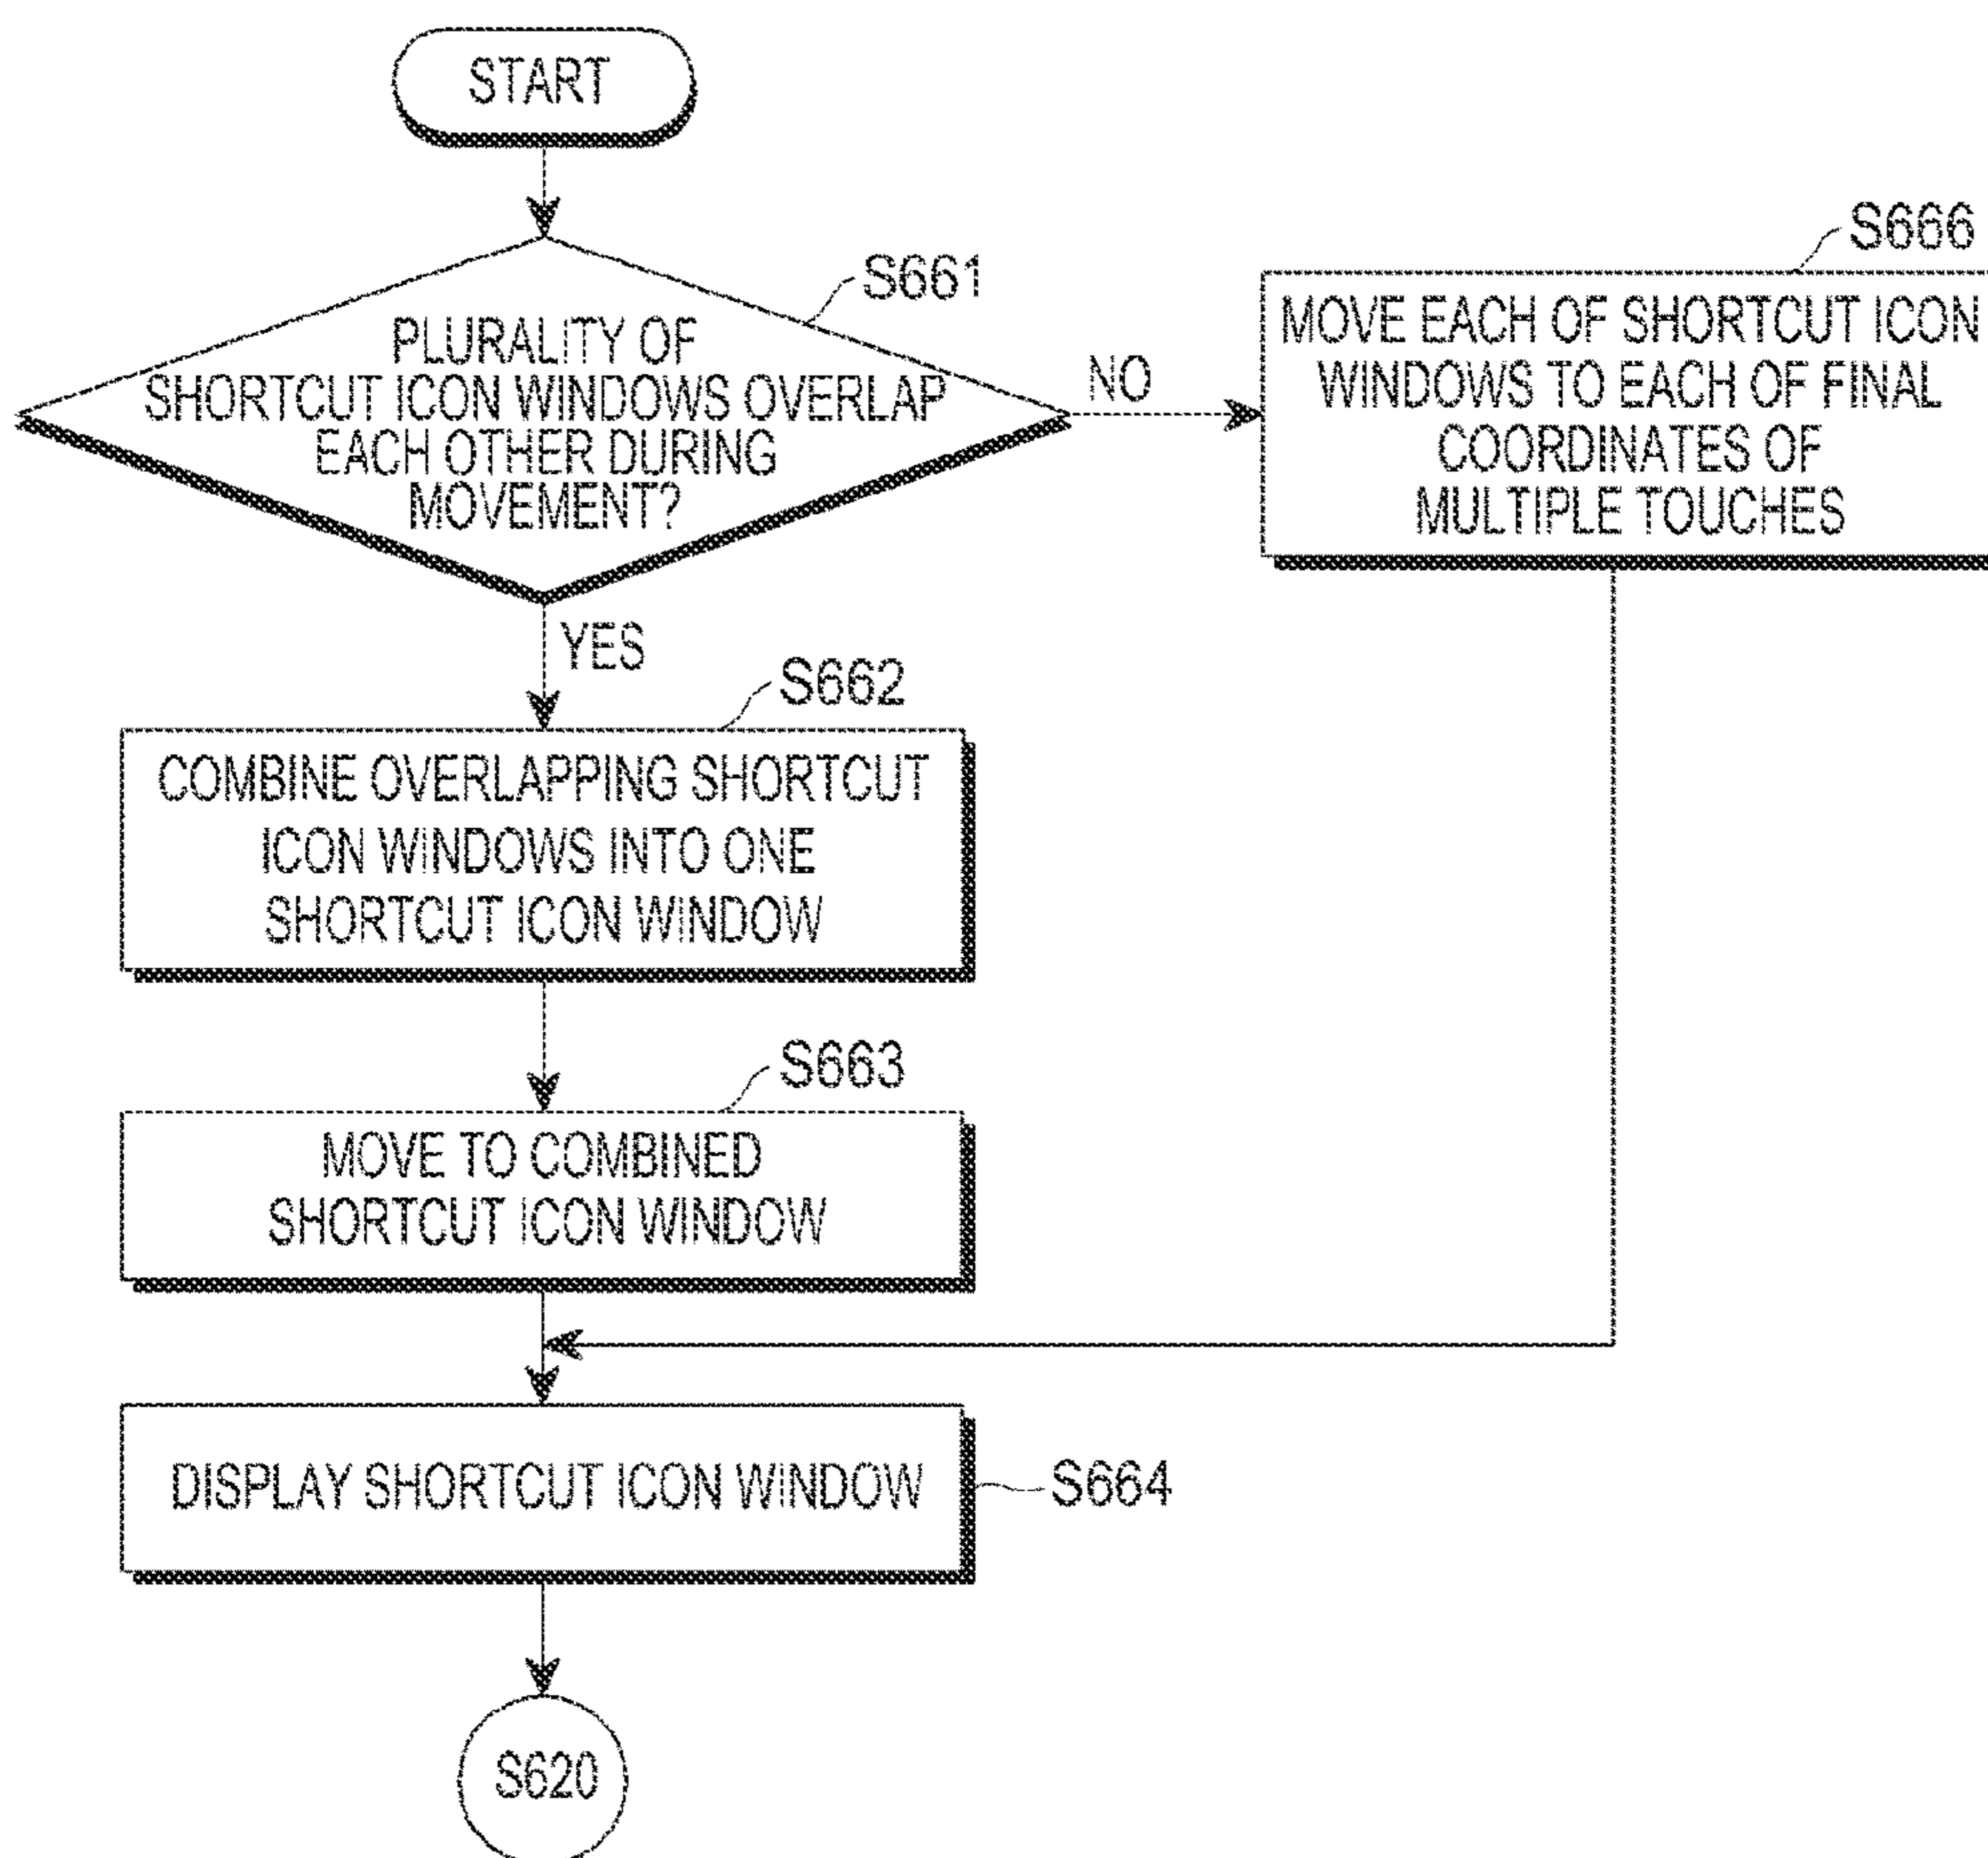 START
S661
PLURALITY OF
SHORTCUT ICON WINDOWS OVERLAP
EACH OTHER DURING
MOVEMENT?
NO
S666
MOVE EACH OF SHORTCUT ICON
WINDOWS TO EACH OF FINAL
COORDINATES OF
MULTIPLE TOUCHES
YES
S662
COMBINE OVERLAPPING SHORTCUT
ICON WINDOWS INTO ONE
SHORTCUT ICON WINDOW
S663
MOVE TO COMBINED
SHORTCUT ICON WINDOW
DISPLAY SHORTCUT ICON WINDOW
S664
S620